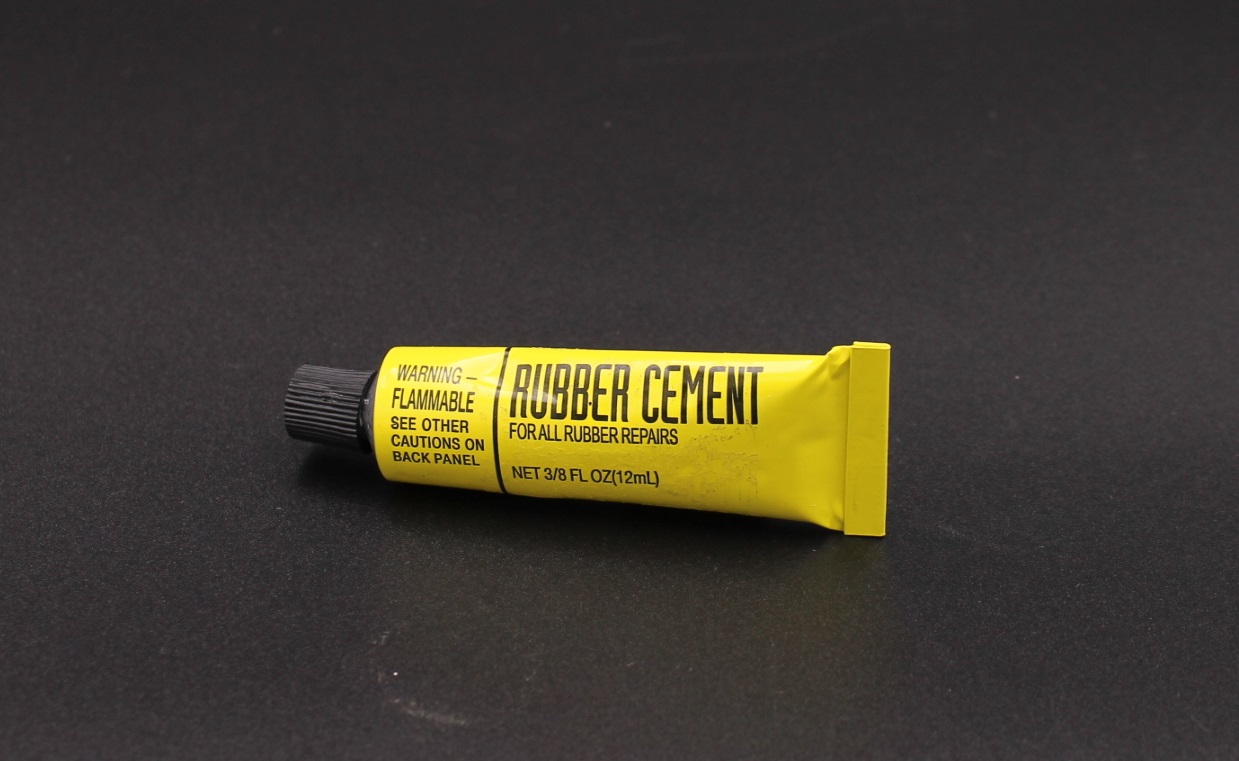 WARNING –
FLAMMABLE
SEE OTHER
CAUTIONS ON
BACK PANEL
RUBBER CEMENT
FOR ALL RUBBER REPAIRS
NET 3/8 FL OZ(12mL)